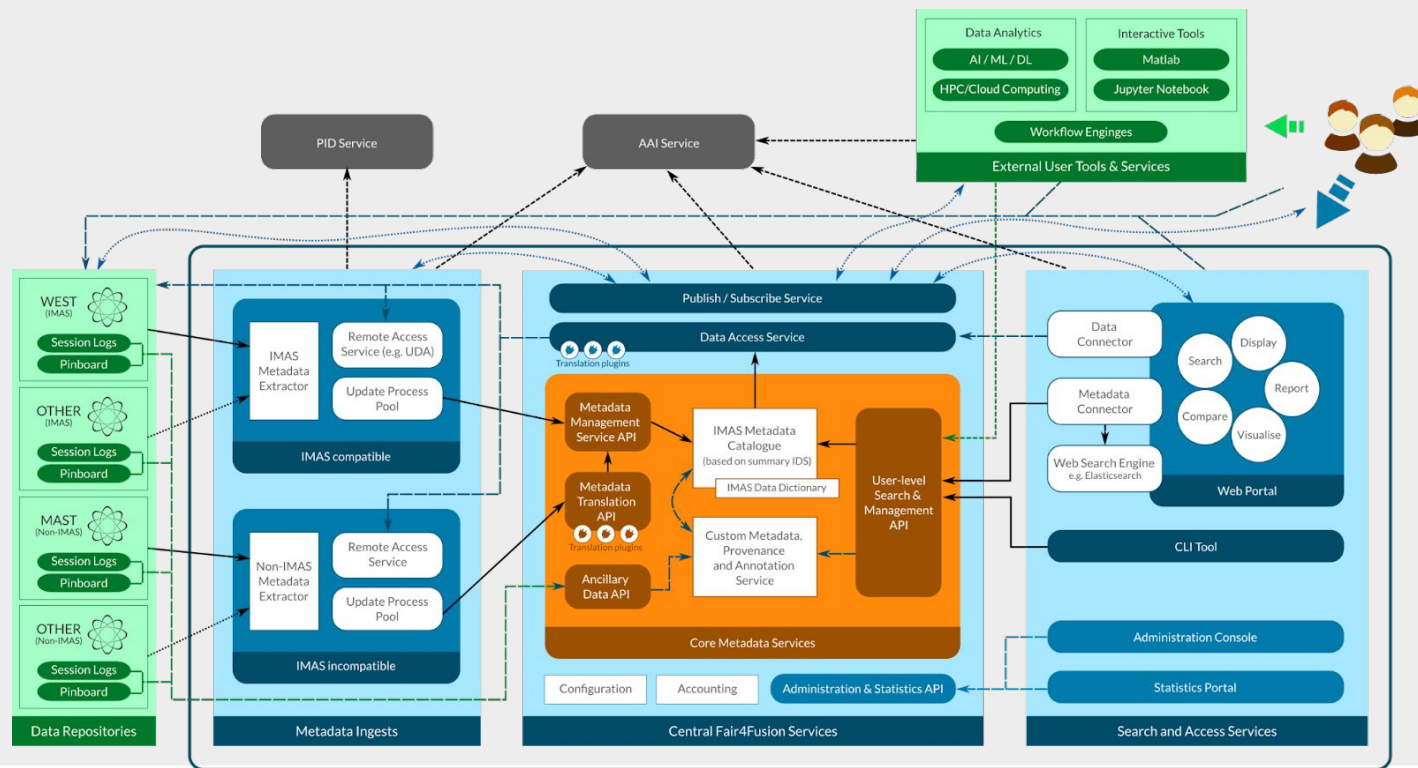 Data Analytics
AI / ML / DL
HPC/Cloud Computing
Interactive Tools
Matlab
Jupyter Notebook
Workflow Enginges
External User Tools & Services
PID Service
AAI Service
WEST
(IMAS)
Session Logs
Pinboard
OTHER
(IMAS)
Session Logs
Pinboard
MAST
(Non-IMAS)
Session Logs
Pinboard
OTHER
(Non-IMAS)
Session Logs
Pinboard
Data Repositories
IMAS
Metadata
Extractor
Remote Access
Service (e.g. UDA)
Update Process
Pool
IMAS compatible
Non-IMAS
Metadata
Extractor
Remote Access
Service
Update Process
Pool
IMAS incompatible
Metadata Ingests
Publish / Subscribe Service
Data Access Service
Translation plugins
Metadata
Management
Service API
Metadata
Translation
API
Translation plugins
Ancillary
Data API
IMAS Metadata
Catalogue
(based on summary IDS)
IMAS Data Dictionary
Custom Metadata,
Provenance
and Annotation
Service
User-level
Search &
Management
API
Core Metadata Services
Configuration
Accounting
Administration & Statistics API
Central Fair4Fusion Services
Data
Connector
Metadata
Connector
Web Search Engine
e.g. Elasticsearch
Search
Display
Report
Compare
Visualise
Web Portal
CLI Tool
Administration Console
Statistics Portal
Search and Access Services